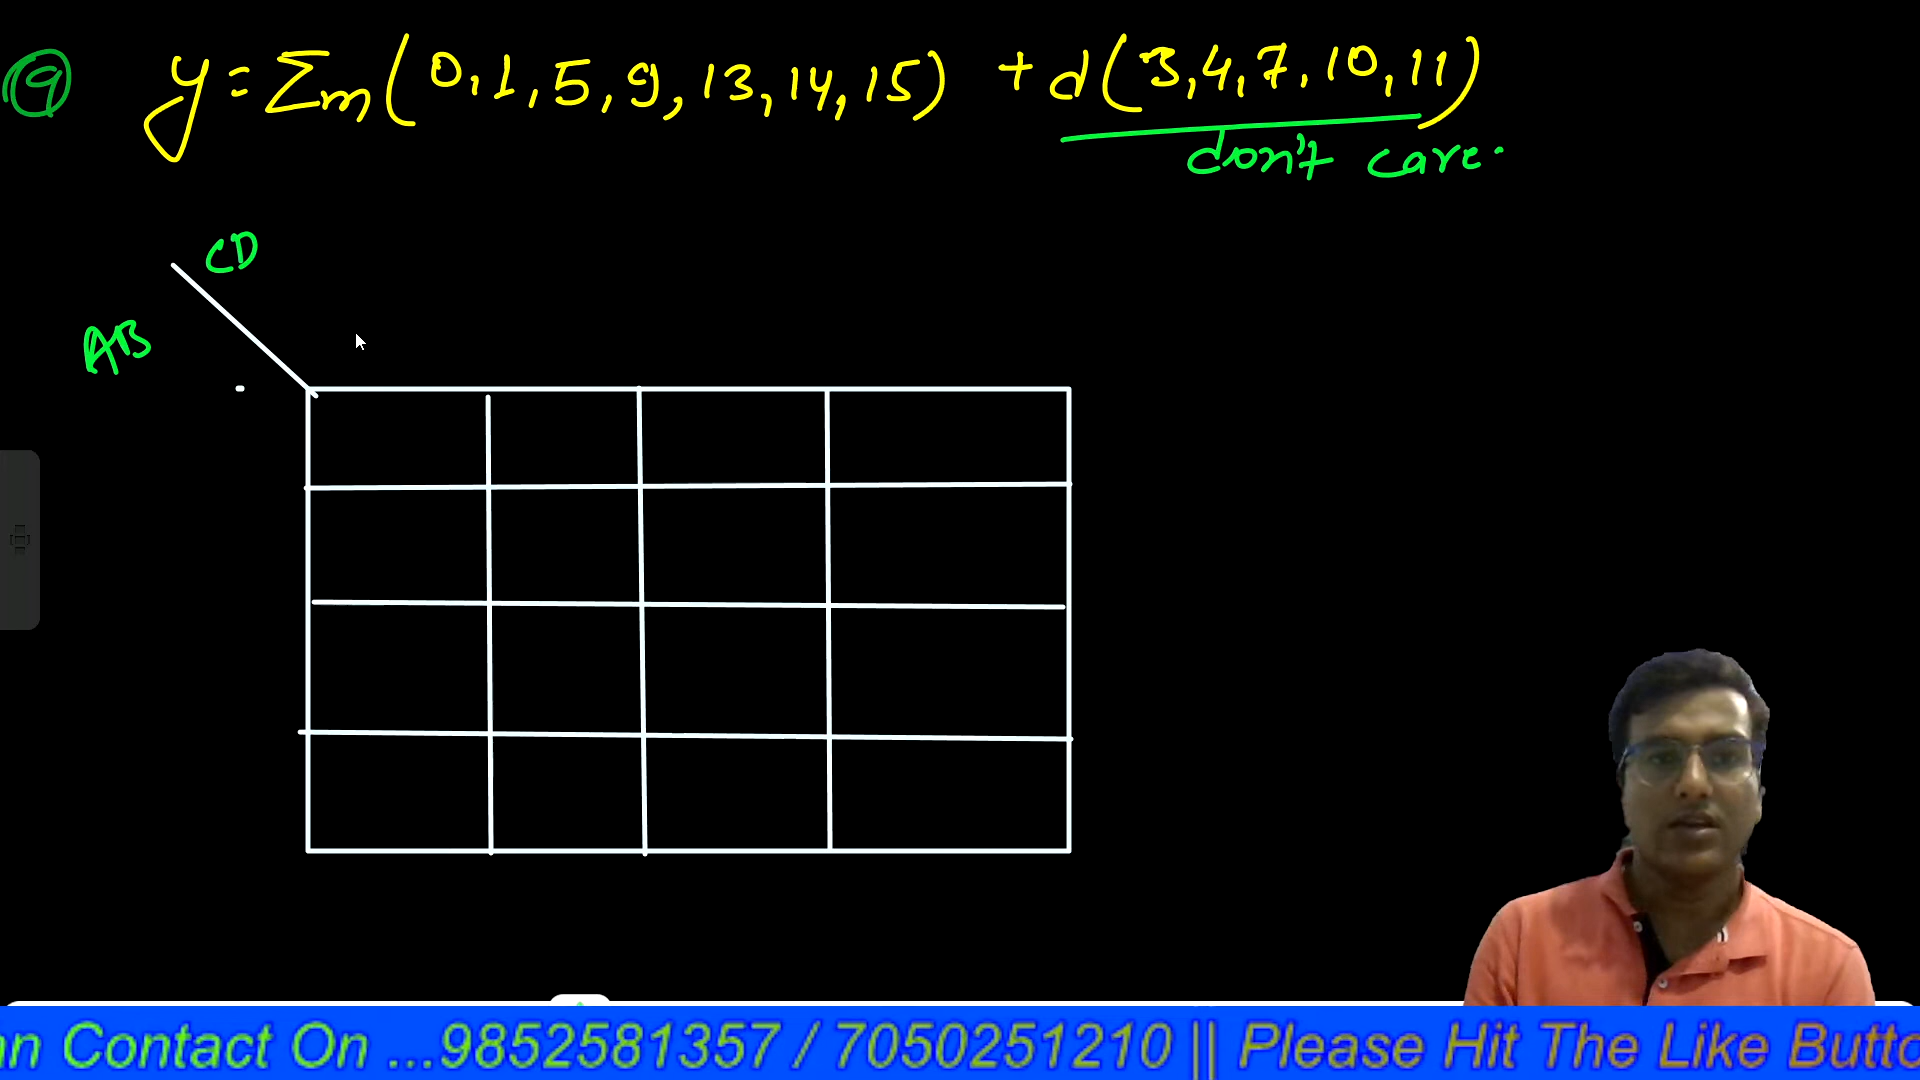 9 y = Σm(0,1,5,9,13,14,15) + d(3,4,7,10,11)
don't care.
CD
AB
Contact On ...9852581357 / 7050251210 || Please Hit The Like